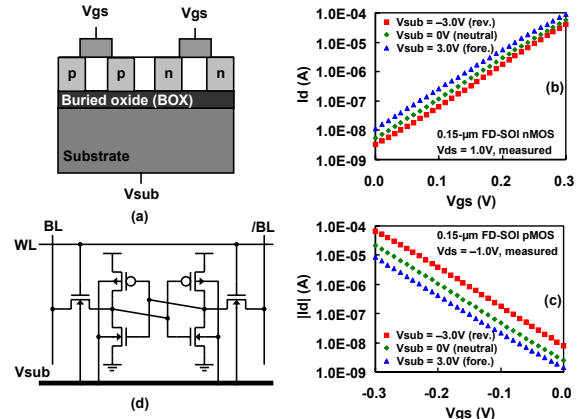 Vgs Vgs
p p n n
Buried oxide (BOX)
Substrate
Vsub
(a)
Id (A)
1.0E-04
1.0E-05
1.0E-06
1.0E-07
1.0E-08
1.0E-09
Vsub = –3.0V (rev.)
Vsub = 0V (neutral)
Vsub = 3.0V (fore.)
(b)
0.15-µm FD-SOI nMOS
Vds = 1.0V, measured
0.0 0.1 0.2 0.3
Vgs (V)
BL /BL
WL
Vsub
(d)
||Id| (A)
1.0E-04
1.0E-05
1.0E-06
1.0E-07
1.0E-08
1.0E-09
0.15-µm FD-SOI pMOS
Vds = –1.0V, measured
(c)
Vsub = –3.0V (rev.)
Vsub = 0V (neutral)
Vsub = 3.0V (fore.)
-0.3 -0.2 -0.1 0.0
Vgs (V)